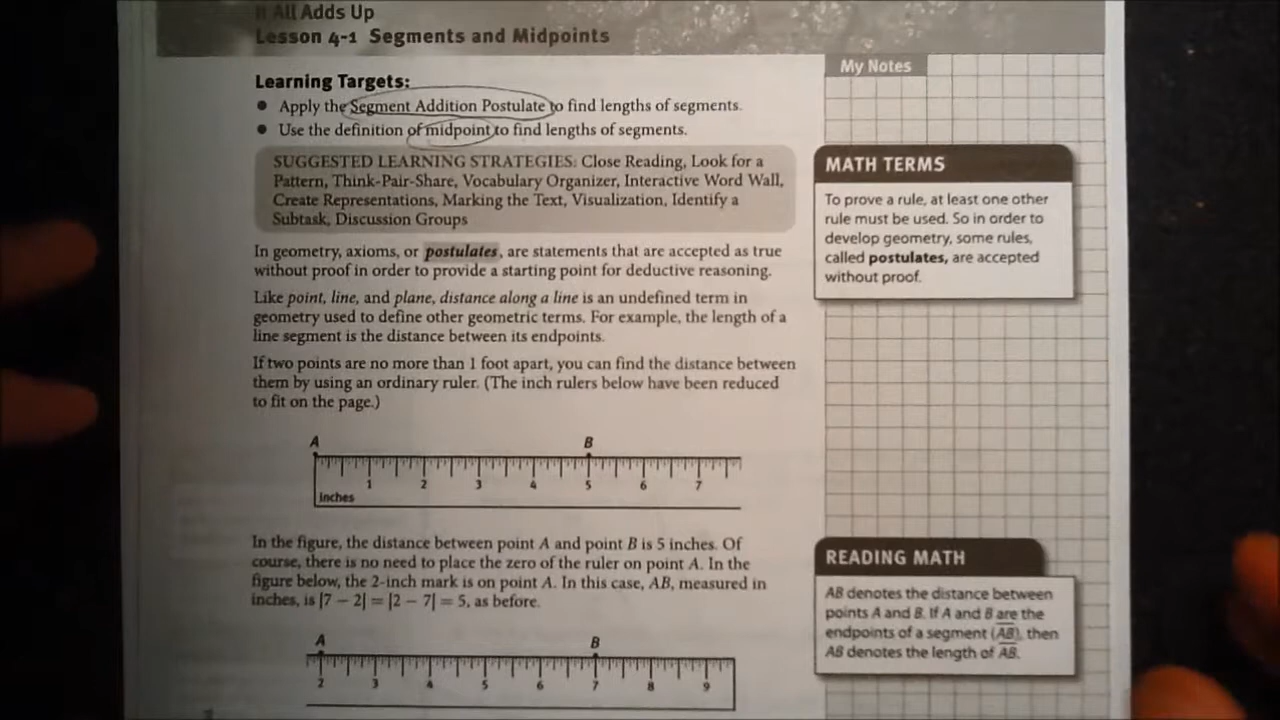 It All Adds Up
Lesson 4-1 Segments and Midpoints
My Notes
Learning Targets:
• Apply the Segment Addition Postulate to find lengths of segments.
• Use the definition of midpoint to find lengths of segments.
SUGGESTED LEARNING STRATEGIES: Close Reading, Look for a
Pattern, Think-Pair-Share, Vocabulary Organizer, Interactive Word Wall,
Create Representations, Marking the Text, Visualization, Identify a
Subtask, Discussion Groups
MATH TERMS
To prove a rule, at least one other
rule must be used. So in order to
develop geometry, some rules,
called postulates, are accepted
without proof.
In geometry, axioms, or postulates, are statements that are accepted as true
without proof in order to provide a starting point for deductive reasoning.
Like point, line, and plane, distance along a line is an undefined term in
geometry used to define other geometric terms. For example, the length of a
line segment is the distance between its endpoints.
If two points are no more than 1 foot apart, you can find the distance between
them by using an ordinary ruler. (The inch rulers below have been reduced
to fit on the page.)
A B
1 2 3 4 5 6 7
inches
In the figure, the distance between point A and point B is 5 inches. Of
course, there is no need to place the zero of the ruler on point A. In the
figure below, the 2-inch mark is on point A. In this case, AB, measured in
inches, is |7 − 2| = |2 − 7| = 5, as before.
READING MATH
AB denotes the distance between
points A and B. If A and B are the
endpoints of a segment (A̅B̅), then
AB denotes the length of A̅B̅.
A B
2 3 4 5 6 7 8 9